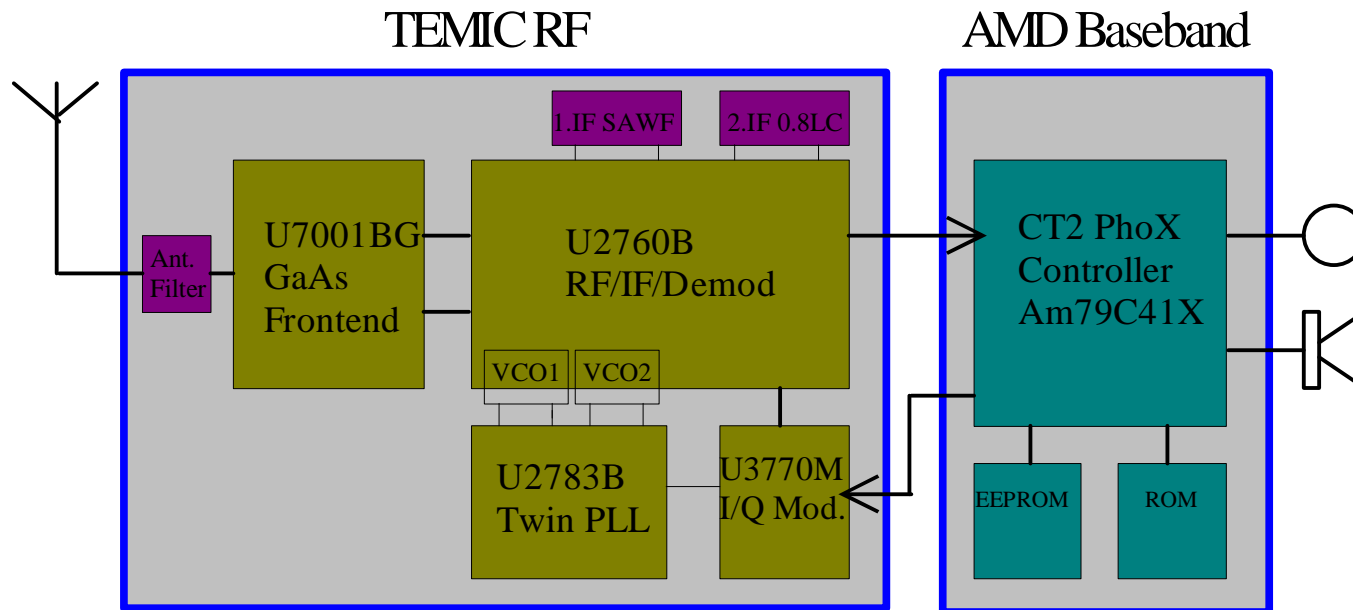 TEMIC RF
AMD Baseband
1.IF SAWF
2.IF 0.8LC
Ant.
Filter
U7001BG
GaAs
Frontend
U2760B
RF/IF/Demod
CT2 PhoX
Controller
Am79C41X
VCO1
VCO2
U2783B
Twin PLL
U3770M
I/Q Mod.
EEPROM
ROM